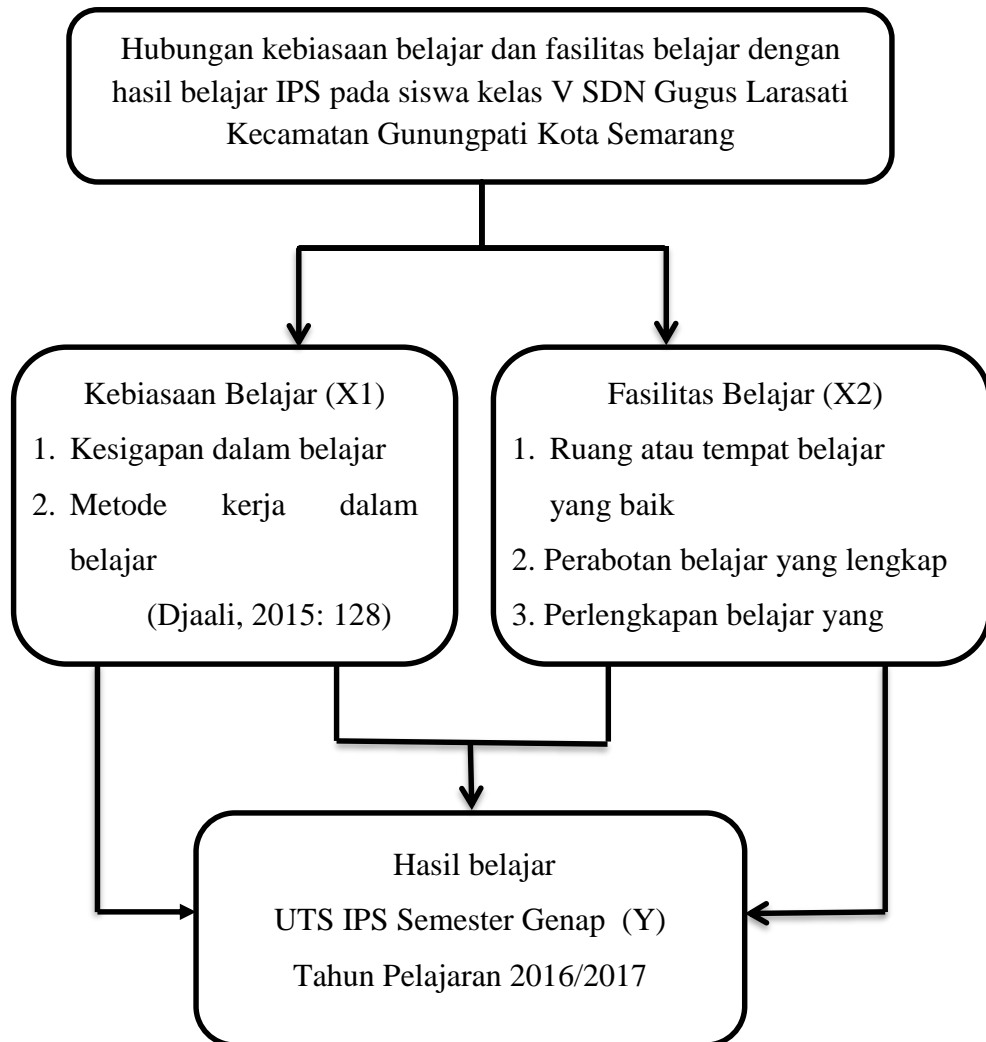 Hubungan kebiasaan belajar dan fasilitas belajar dengan
hasil belajar IPS pada siswa kelas V SDN Gugus Larasati
Kecamatan Gunungpati Kota Semarang
Kebiasaan Belajar (X1)
1. Kesigapan dalam belajar
2. Metode kerja dalam
belajar
(Djaali, 2015: 128)
Fasilitas Belajar (X2)
1. Ruang atau tempat belajar
yang baik
2. Perabotan belajar yang lengkap
3. Perlengkapan belajar yang
Hasil belajar
UTS IPS Semester Genap (Y)
Tahun Pelajaran 2016/2017